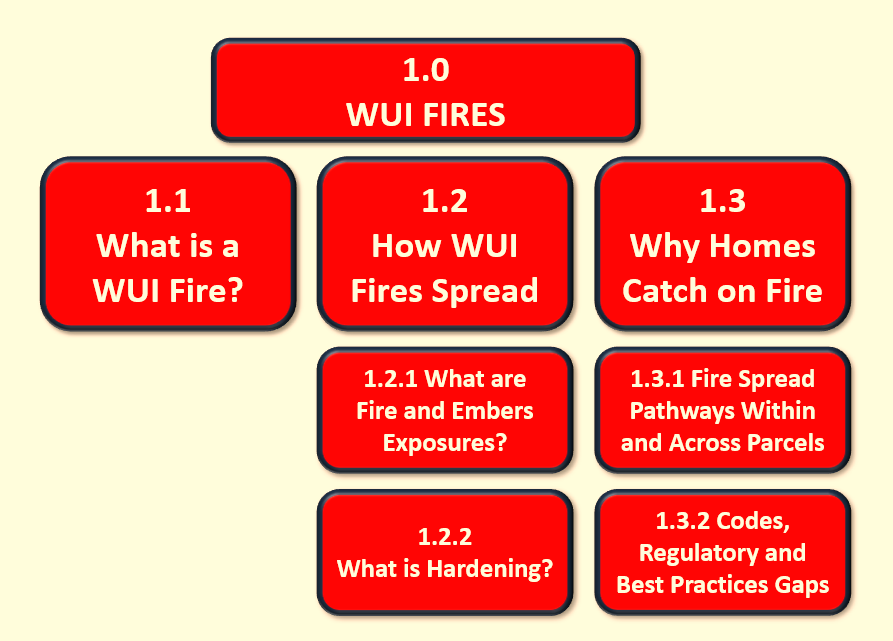 1.0
WUI FIRES
1.1
What is a
WUI Fire?
1.2
How WUI
Fires Spread
1.3
Why Homes
Catch on Fire
1.2.1 What are
Fire and Embers
Exposures?
1.3.1 Fire Spread
Pathways Within
and Across Parcels
1.2.2
What is Hardening?
1.3.2 Codes,
Regulatory and
Best Practices Gaps